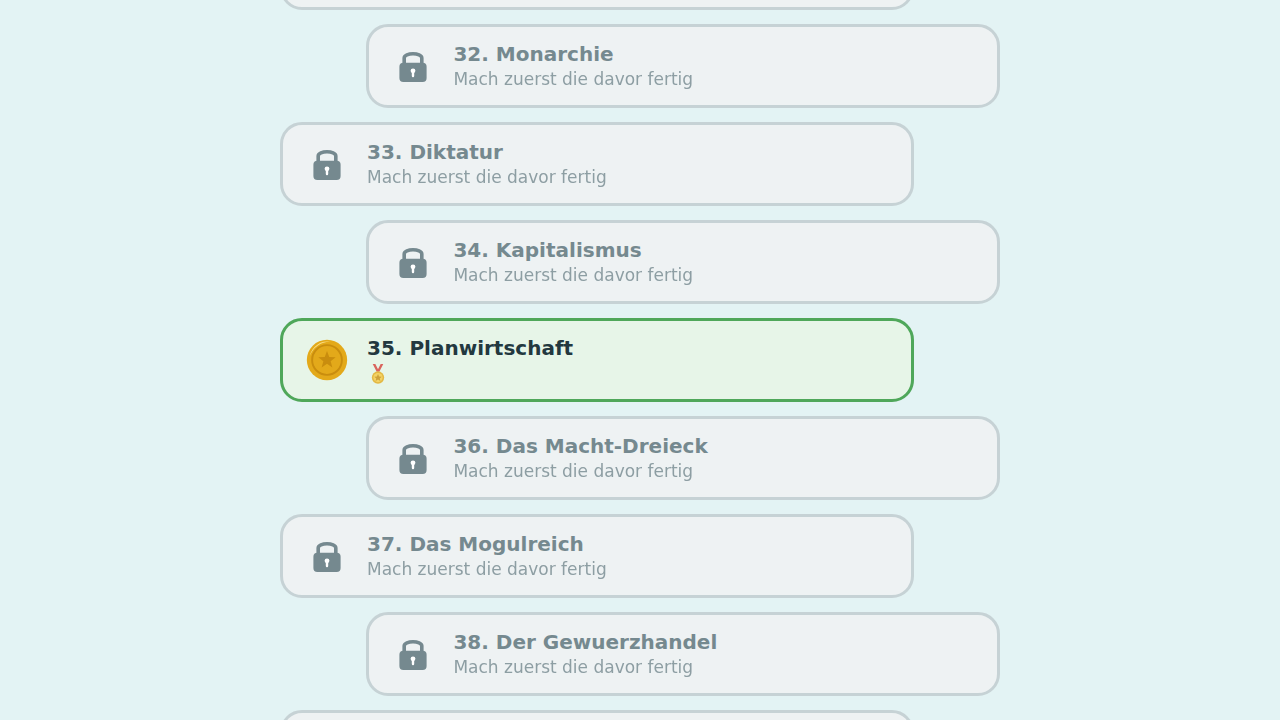 32. Monarchie
Mach zuerst die davor fertig
33. Diktatur
Mach zuerst die davor fertig
34. Kapitalismus
Mach zuerst die davor fertig
35. Planwirtschaft
36. Das Macht-Dreieck
Mach zuerst die davor fertig
37. Das Mogulreich
Mach zuerst die davor fertig
38. Der Gewuerzhandel
Mach zuerst die davor fertig